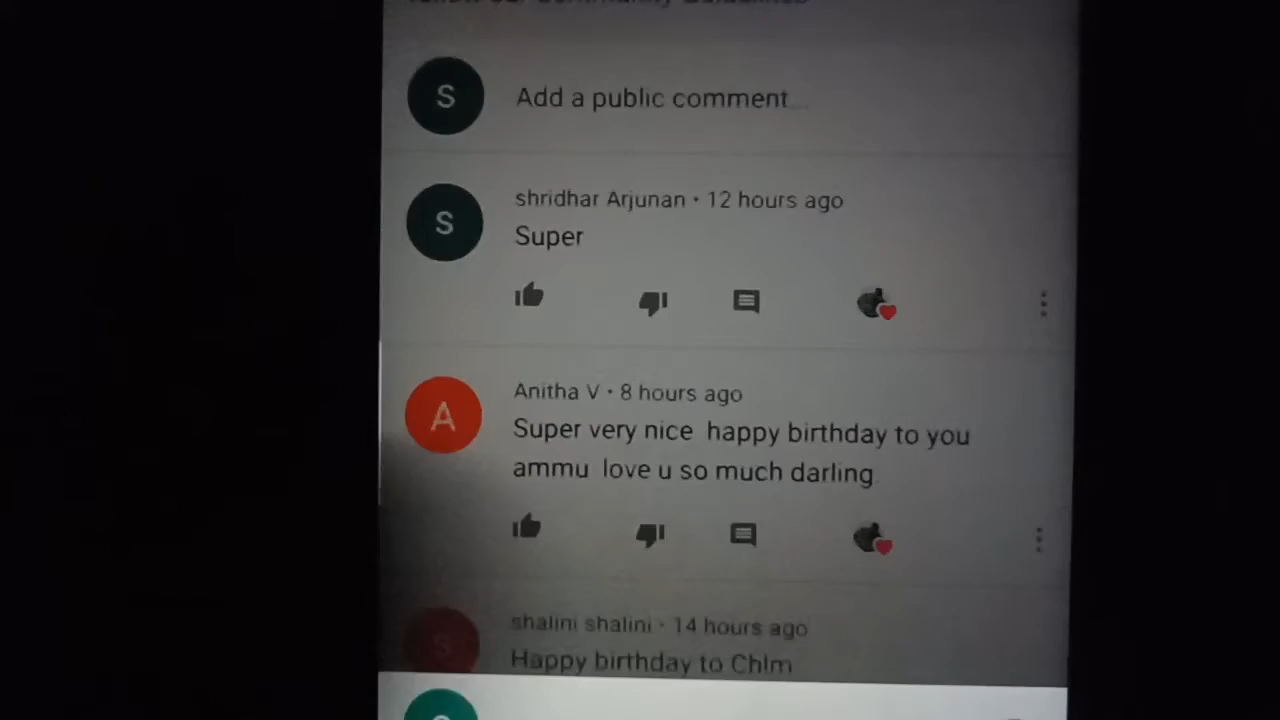 S
Add a public comment...
S
shridhar Arjunan • 12 hours ago
Super
A
Anitha V • 8 hours ago
Super very nice happy birthday to you
ammu love u so much darling
S
shalini shalini • 14 hours ago
Happy birthday to Chlm